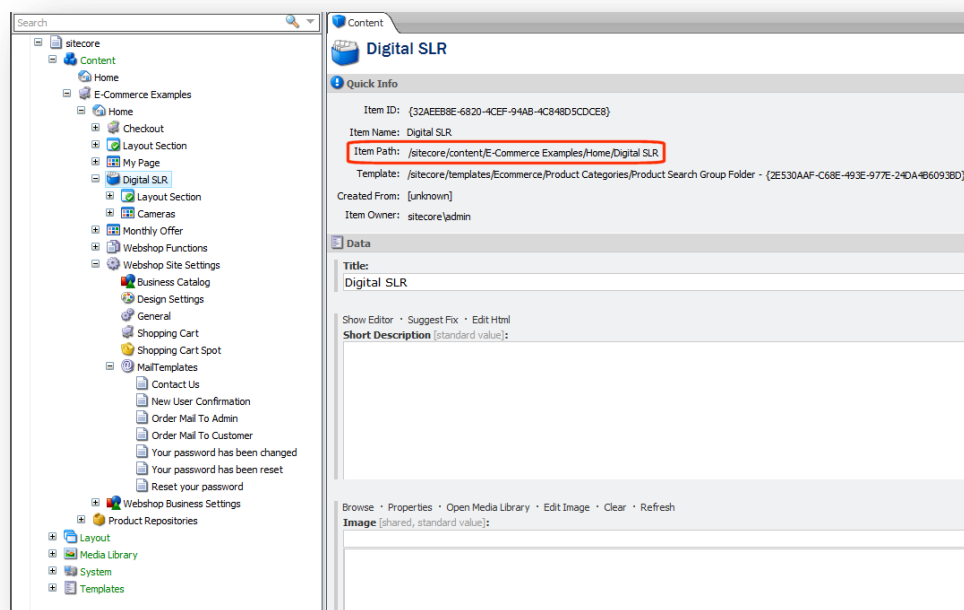 Search
sitecore
Content
Home
E-Commerce Examples
Home
Checkout
Layout Section
My Page
Digital SLR
Layout Section
Cameras
Monthly Offer
Webshop Functions
Webshop Site Settings
Business Catalog
Design Settings
General
Shopping Cart
Shopping Cart Spot
MailTemplates
Contact Us
New User Confirmation
Order Mail To Admin
Order Mail To Customer
Your password has been changed
Your password has been reset
Reset your password
Webshop Business Settings
Product Repositories
Layout
Media Library
System
Templates
Content
Digital SLR
Quick Info
Item ID: {32AEEB8E-6820-4CEF-94AB-4C848D5CDCE8}
Item Name: Digital SLR
Item Path: /sitecore/content/E-Commerce Examples/Home/Digital SLR
Template: /sitecore/templates/Ecommerce/Product Categories/Product Search Group Folder - {2E530AAF-C68E-493E-977E-24DA4B6093BD}
Created From: [unknown]
Item Owner: sitecore\admin
Data
Title:
Digital SLR
Show Editor · Suggest Fix · Edit Html
Short Description [standard value]:
Browse · Properties · Open Media Library · Edit Image · Clear · Refresh
Image [shared, standard value]: